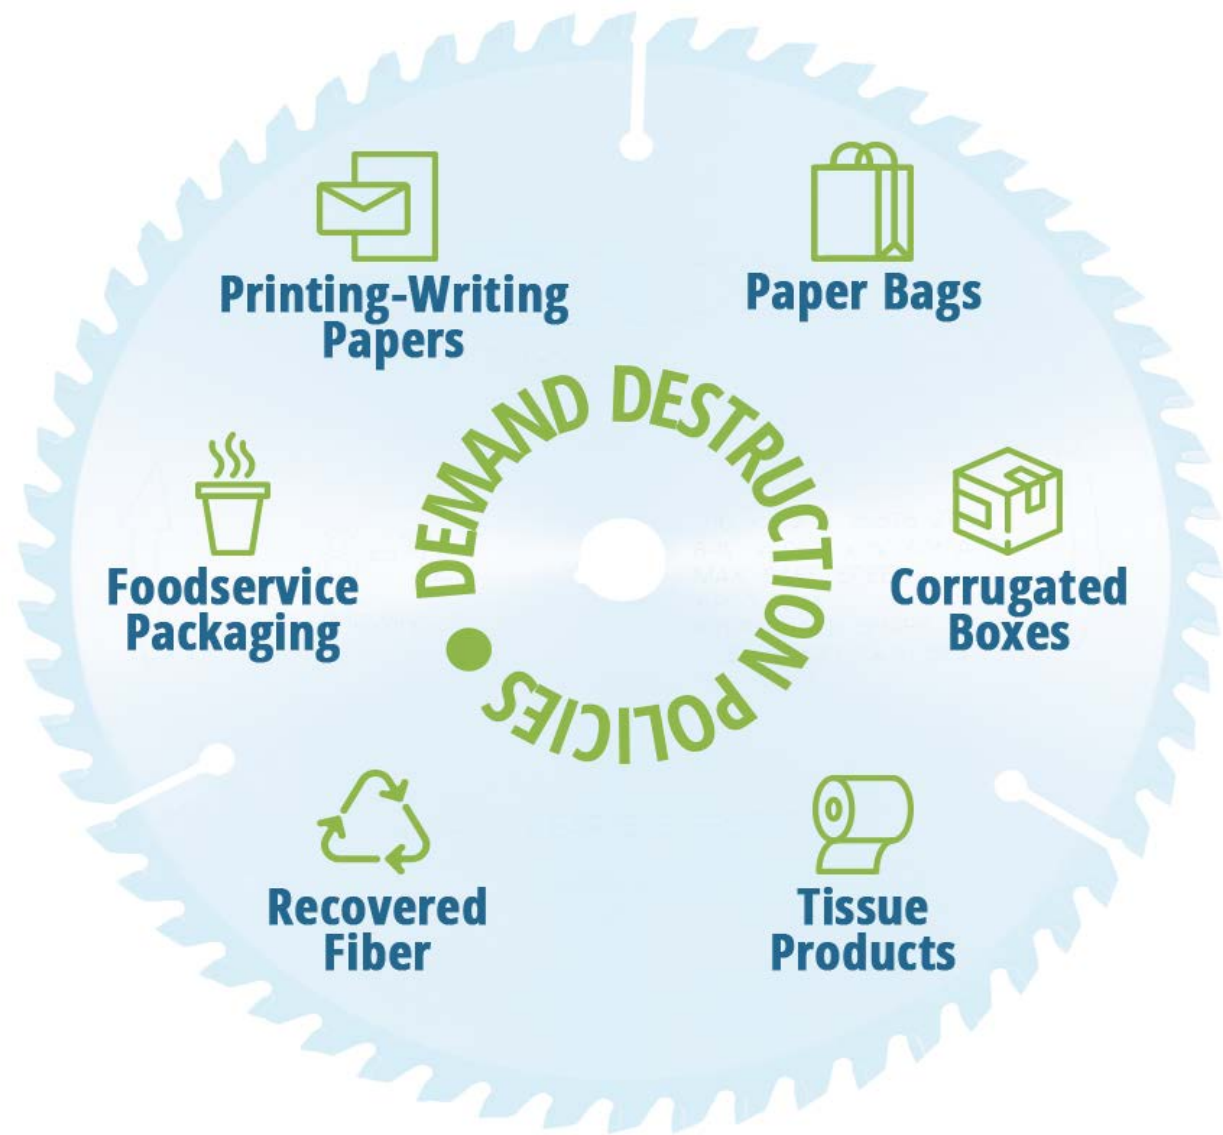 Printing-Writing
Papers
Paper Bags
DEMAND DESTRUCTION POLICIES •
Foodservice
Packaging
Corrugated
Boxes
Recovered
Fiber
Tissue
Products